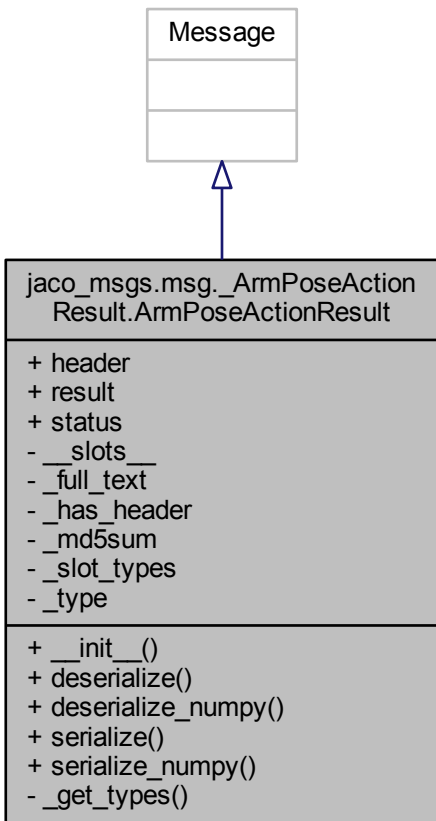 Message
jaco_msgs.msg._ArmPoseAction
Result.ArmPoseActionResult
+ header
+ result
+ status
- __slots__
- _full_text
- _has_header
- _md5sum
- _slot_types
- _type
+ __init__()
+ deserialize()
+ deserialize_numpy()
+ serialize()
+ serialize_numpy()
- _get_types()